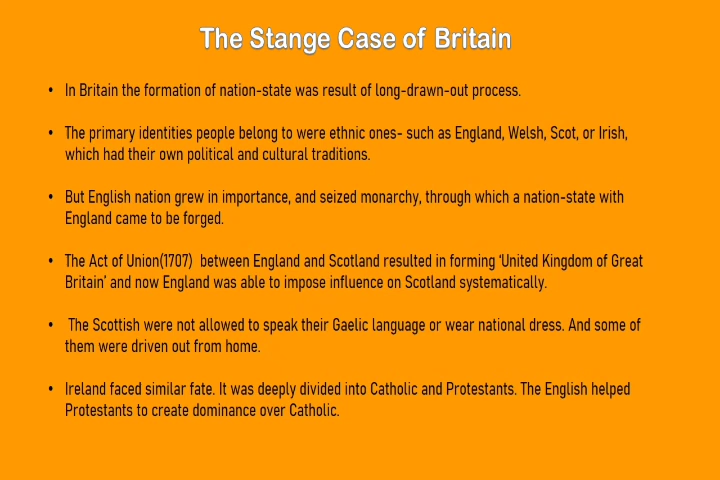 The Stange Case of Britain
• In Britain the formation of nation-state was result of long-drawn-out process.
• The primary identities people belong to were ethnic ones- such as England, Welsh, Scot, or Irish,
which had their own political and cultural traditions.
• But English nation grew in importance, and seized monarchy, through which a nation-state with
England came to be forged.
• The Act of Union(1707) between England and Scotland resulted in forming ‘United Kingdom of Great
Britain’ and now England was able to impose influence on Scotland systematically.
• The Scottish were not allowed to speak their Gaelic language or wear national dress. And some of
them were driven out from home.
• Ireland faced similar fate. It was deeply divided into Catholic and Protestants. The English helped
Protestants to create dominance over Catholic.